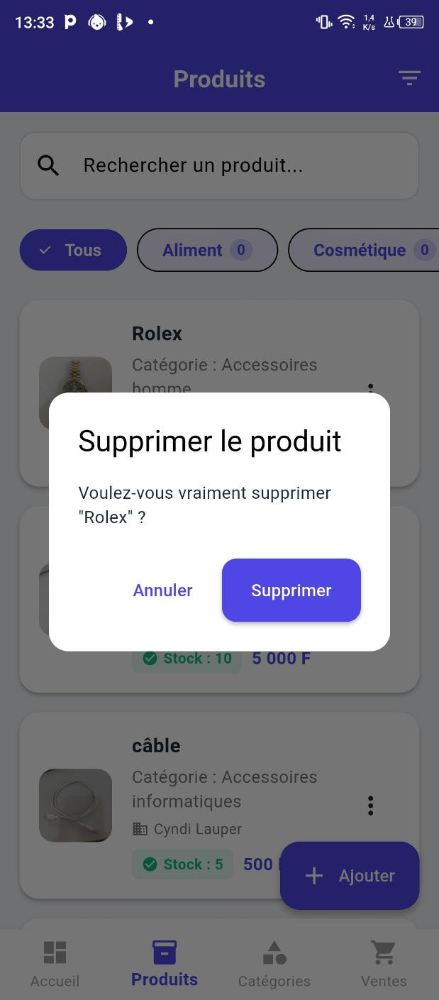 13:33
1,4
K/s
39
Produits
Rechercher un produit...
Tous
Aliment 0
Cosmétique 0
Rolex
Catégorie : Accessoires
homme
Supprimer le produit
Voulez-vous vraiment supprimer
"Rolex" ?
Annuler
Supprimer
Stock : 10
5 000 F
câble
Catégorie : Accessoires
informatiques
Cyndi Lauper
Stock : 5
500
Ajouter
Accueil
Produits
Catégories
Ventes